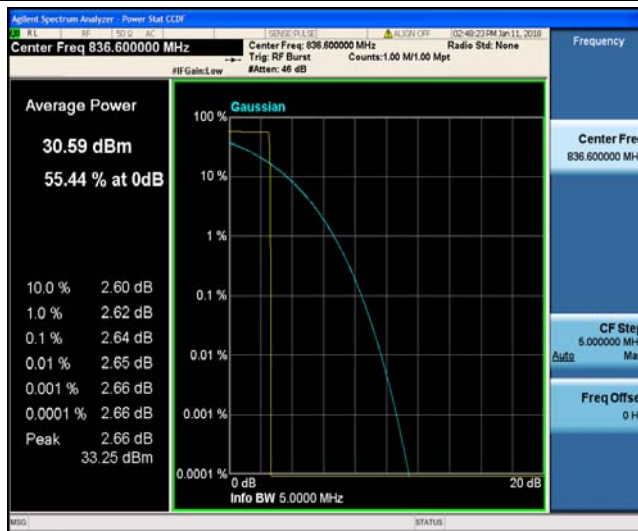 Agilent Spectrum Analyzer - Power Stat CCDF
RL RF 50 Ω AC SENSE:PULSE ALIGN OFF 02:48:23 PM Jan 11, 2018
Center Freq 836.600000 MHz
Center Freq: 836.600000 MHz Radio Std: None
Trig: RF Burst Counts:1.00 M/1.00 Mpt
#IFGain:Low #Atten: 46 dB
Frequency
Average Power
30.59 dBm
55.44 % at 0dB
10.0 % 2.60 dB
1.0 % 2.62 dB
0.1 % 2.64 dB
0.01 % 2.65 dB
0.001 % 2.66 dB
0.0001 % 2.66 dB
Peak 2.66 dB
33.25 dBm
Gaussian
100 %
10 %
1 %
0.1 %
0.01 %
0.001 %
0.0001 %
0 dB 20 dB
Info BW 5.0000 MHz
Center Fre
836.600000 MH
CF Ste
5.000000 MH
Auto Ma
Freq Offse
0 H
MSG STATUS